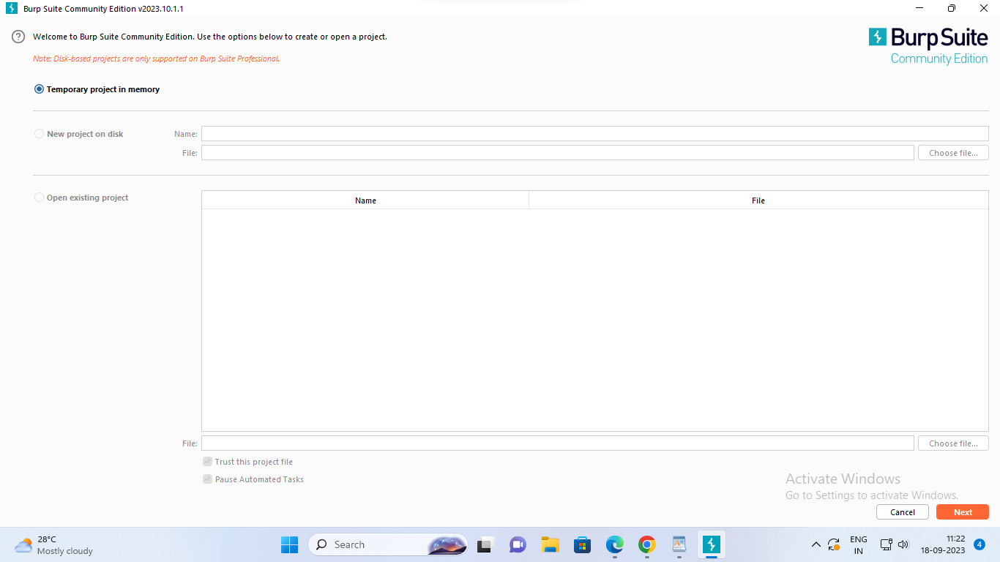 Burp Suite Community Edition v2023.10.1.1
Welcome to Burp Suite Community Edition. Use the options below to create or open a project.
Note: Disk-based projects are only supported on Burp Suite Professional.
Burp Suite
Community Edition
Temporary project in memory
New project on disk
Name:
File:
Choose file...
Open existing project
Name File
File:
Choose file...
Trust this project file
Pause Automated Tasks
Activate Windows
Go to Settings to activate Windows.
Cancel Next
28°C
Mostly cloudy
Search
ENG
IN
11:22
18-09-2023
4